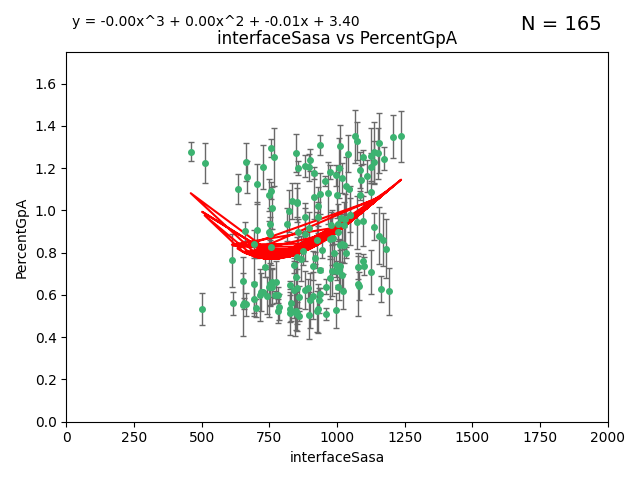 y = -0.00x^3 + 0.00x^2 + -0.01x + 3.40
N = 165
interfaceSasa vs PercentGpA
1.6
1.4
1.2
1.0
0.8
0.6
0.4
0.2
0.0
PercentGpA
0 250 500 750 1000 1250 1500 1750 2000
interfaceSasa